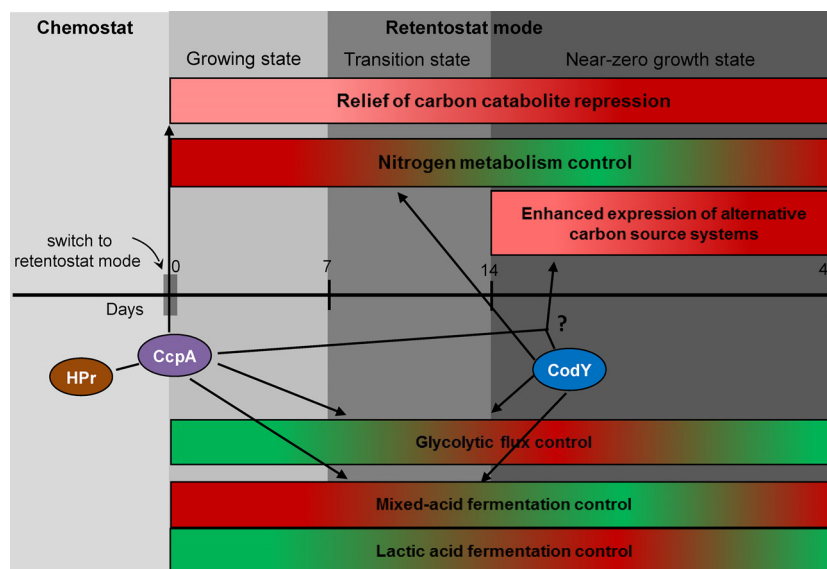 Chemostat
Retentostat mode
Growing state
Transition state
Near-zero growth state
Relief of carbon catabolite repression
Nitrogen metabolism control
Enhanced expression of alternative
carbon source systems
switch to
retentostat mode
0
7
14
4
Days
?
CcpA
HPr
CodY
Glycolytic flux control
Mixed-acid fermentation control
Lactic acid fermentation control